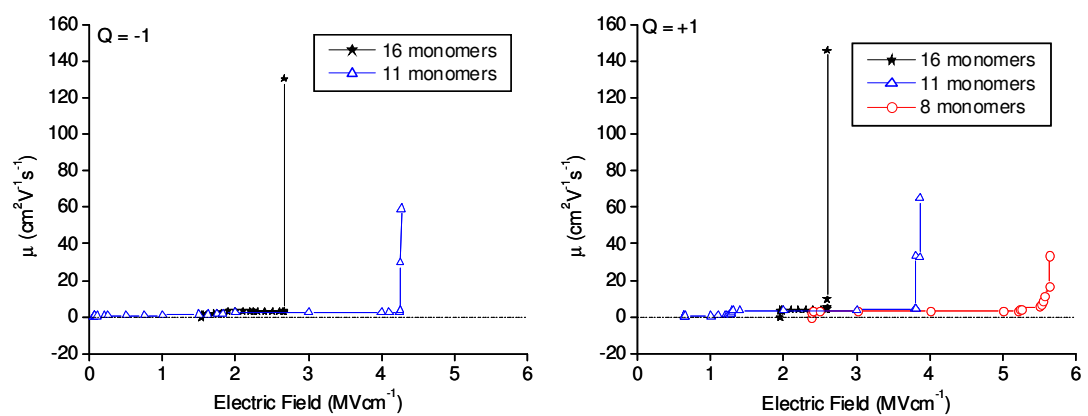 Q = -1
16 monomers
11 monomers
160
140
120
100
80
60
40
20
0
-20
μ (cm²V⁻¹s⁻¹)
0 1 2 3 4 5 6
Electric Field (MVcm⁻¹)
Q = +1
16 monomers
11 monomers
8 monomers
160
140
120
100
80
60
40
20
0
-20
μ (cm²V⁻¹s⁻¹)
0 1 2 3 4 5 6
Electric Field (MVcm⁻¹)